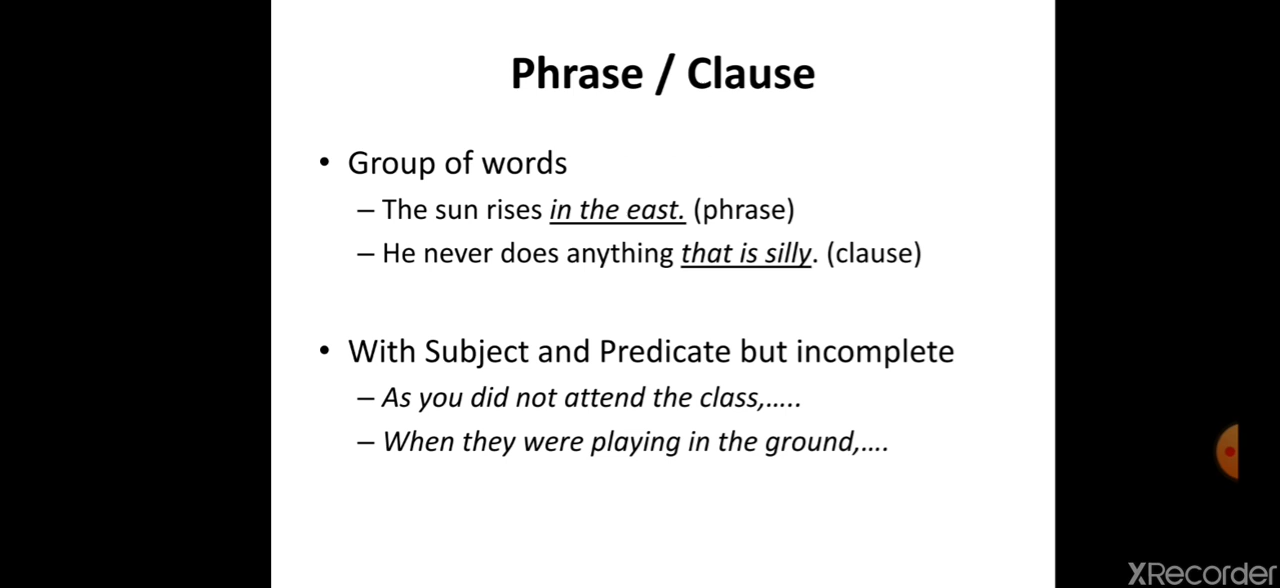 Phrase / Clause
• Group of words
– The sun rises in the east. (phrase)
– He never does anything that is silly. (clause)
• With Subject and Predicate but incomplete
– As you did not attend the class,…..
– When they were playing in the ground,….
XRecorder